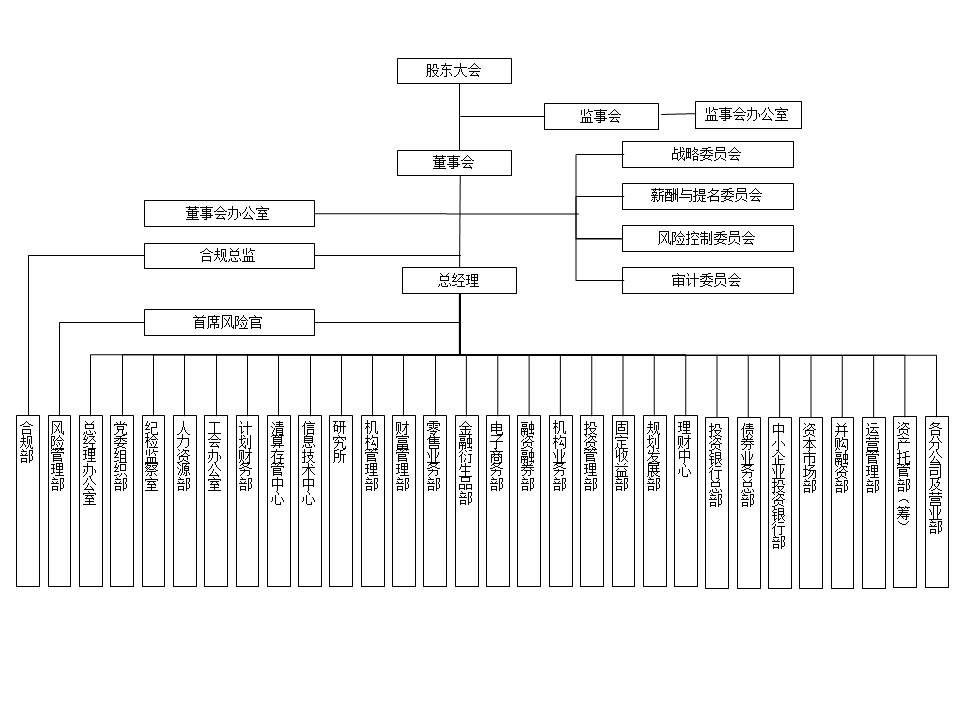 股东大会
监事会
监事会办公室
董事会
战略委员会
薪酬与提名委员会
董事会办公室
风险控制委员会
合规总监
总经理
审计委员会
首席风险官
合规部
风险管理部
总经理办公室
党委组织部
纪检监察室
人力资源部
工会办公室
计划财务部
清算存管中心
信息技术中心
研究所
机构管理部
财富管理部
零售业务部
金融衍生品部
电子商务部
融资融券部
机构业务部
投资管理部
固定收益部
规划发展部
理财中心
投资银行总部
债券业务总部
中小企业投资银行部
资本市场部
并购融资部
运营管理部
资产托管部（筹）
各分公司及营业部